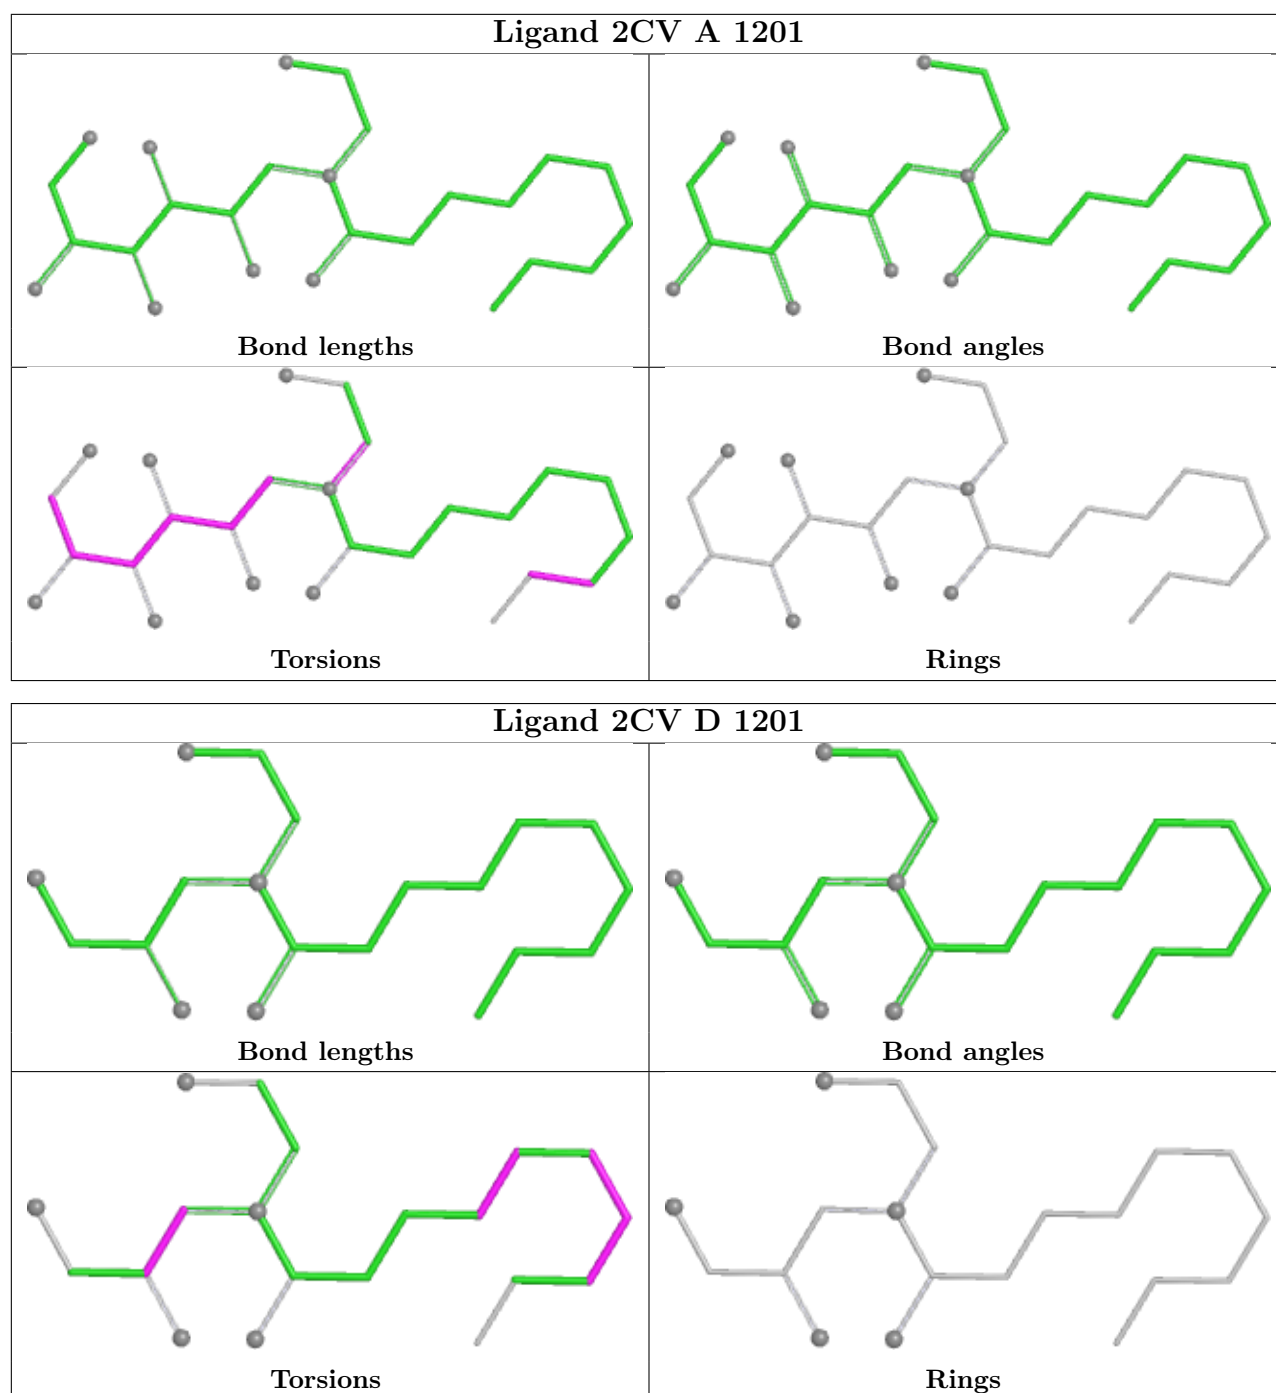 Ligand 2CV A 1201
Bond lengths
Bond angles
Torsions
Rings
Ligand 2CV D 1201
Bond lengths
Bond angles
Torsions
Rings